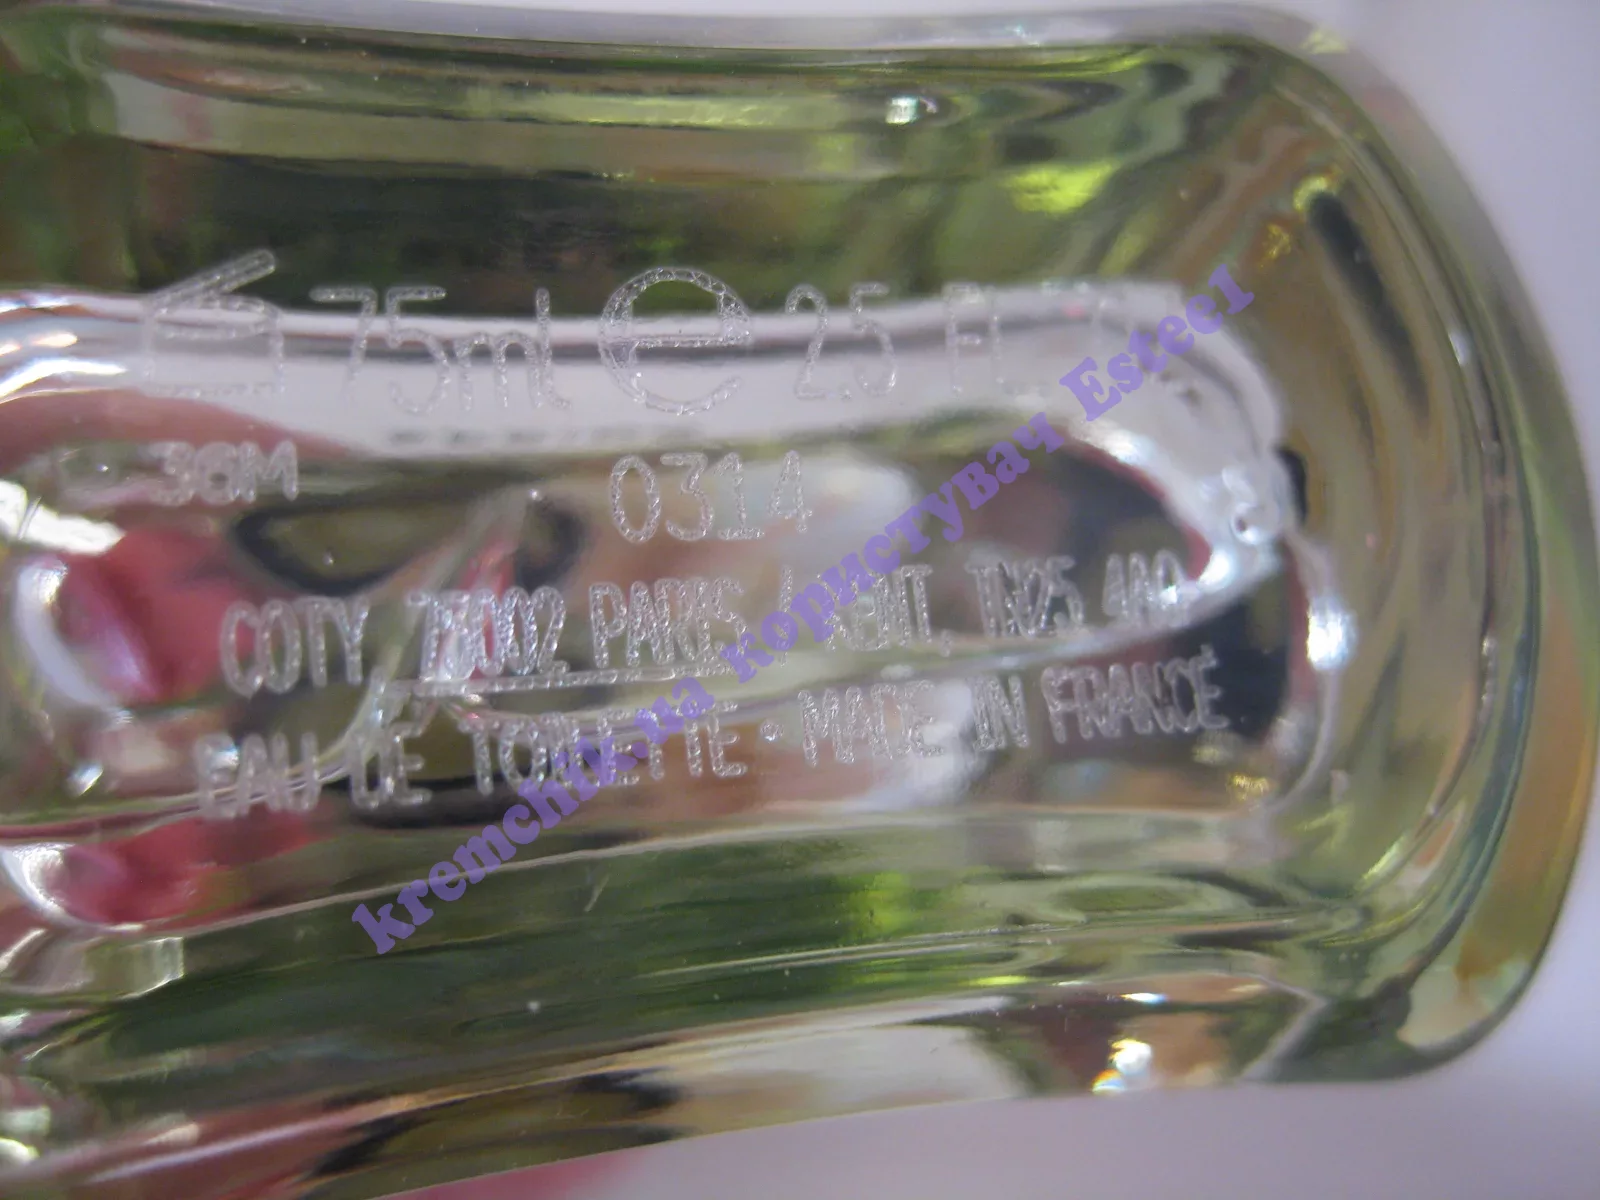 75ml e 2.5 FL.
36M
0314
COTY 75002 PARIS / KENT, TN25 4AQ
EAU DE TOILETTE • MADE IN FRANCE
kremchik.ua користувач Estee1